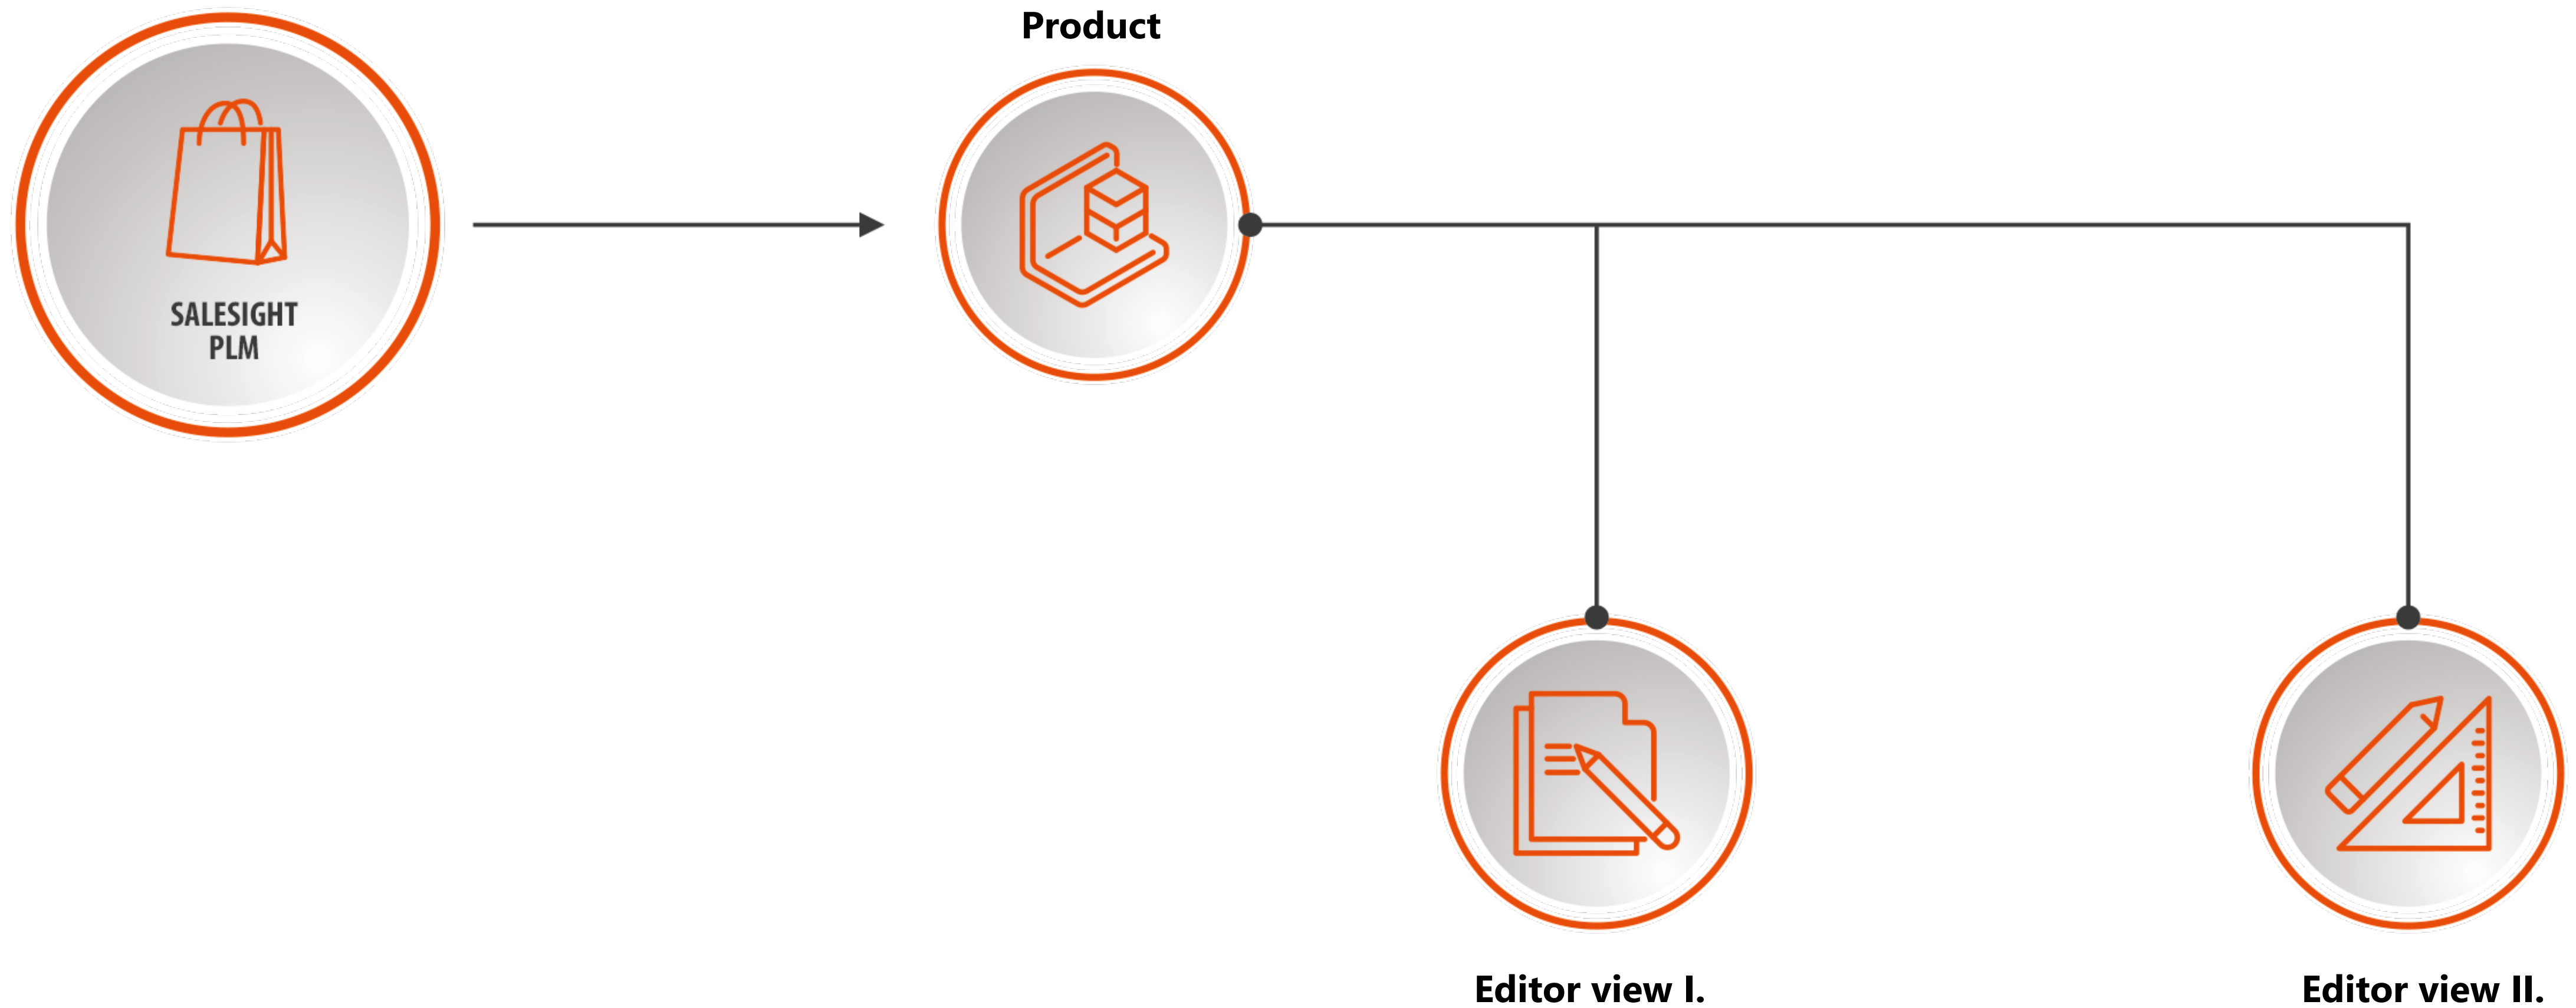 Product
SALESIGHT
PLM
Editor view I.
Editor view II.